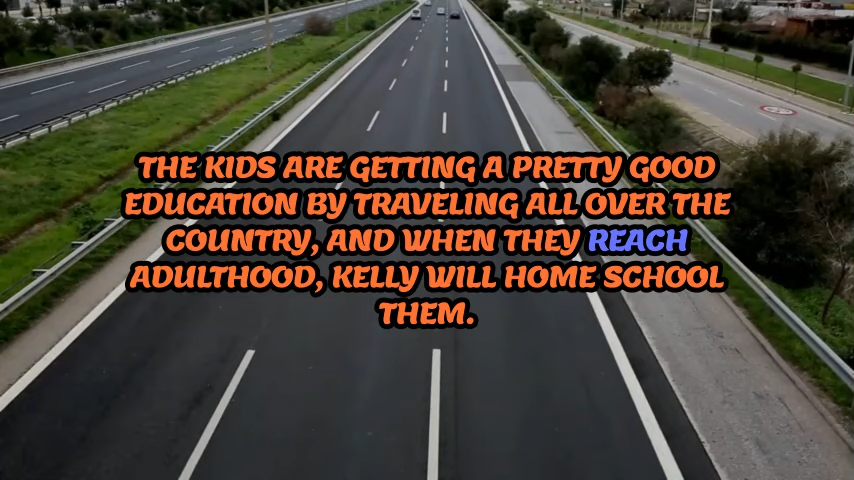 THE KIDS ARE GETTING A PRETTY GOOD
EDUCATION BY TRAVELING ALL OVER THE
COUNTRY, AND WHEN THEY REACH
ADULTHOOD, KELLY WILL HOME SCHOOL
THEM.